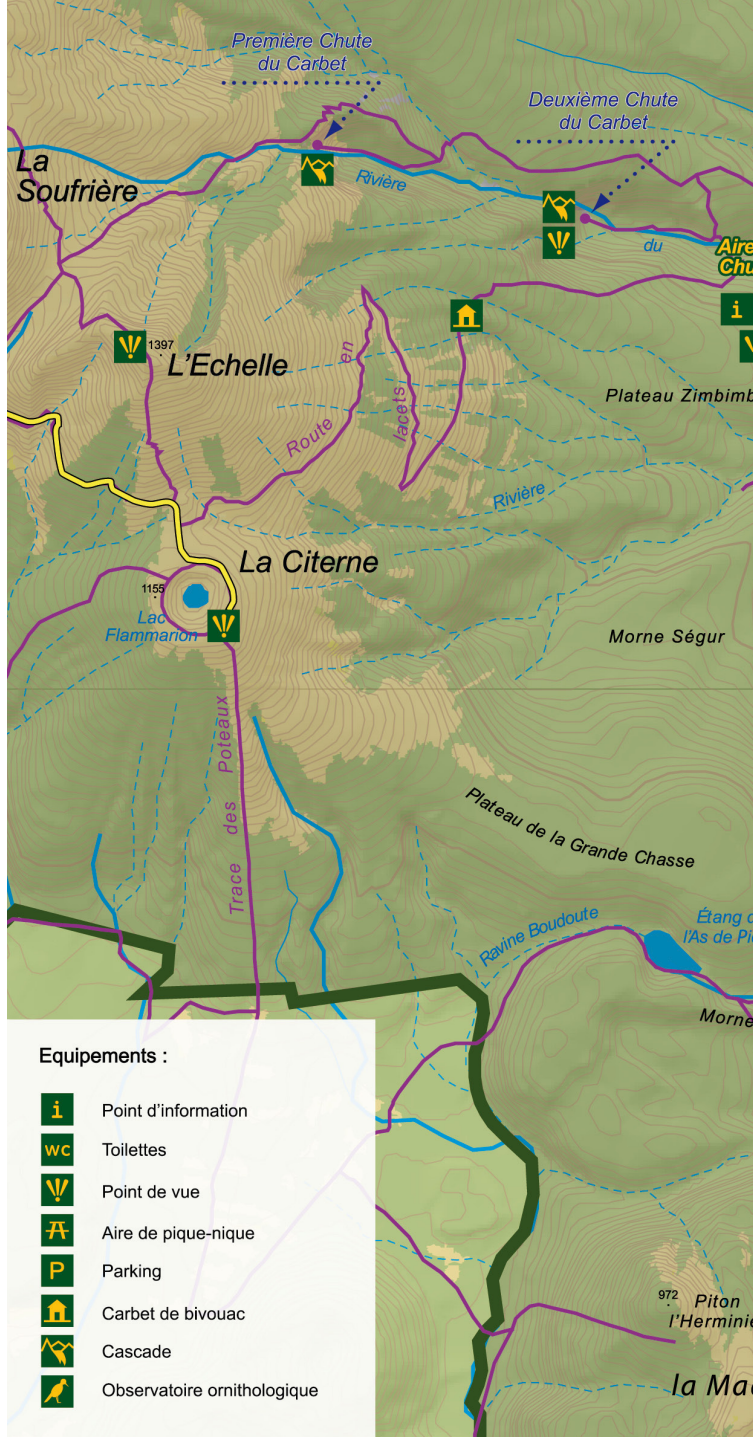 Première Chute
du Carbet
Deuxième Chute
du Carbet
La
Soufrière
Rivière
du
Aire
Chu
i
1397
L'Echelle
Route en lacets
Plateau Zimbimb
Rivière
La Citerne
1155
Lac
Flammarion
Morne Ségur
Trace des Poteaux
Plateau de la Grande Chasse
Ravine Boudoute
Étang d
l'As de Pi
Morne
Equipements :
i Point d'information
WC Toilettes
Point de vue
Aire de pique-nique
P Parking
Carbet de bivouac
Cascade
Observatoire ornithologique
972
Piton
l'Herminie
la Ma